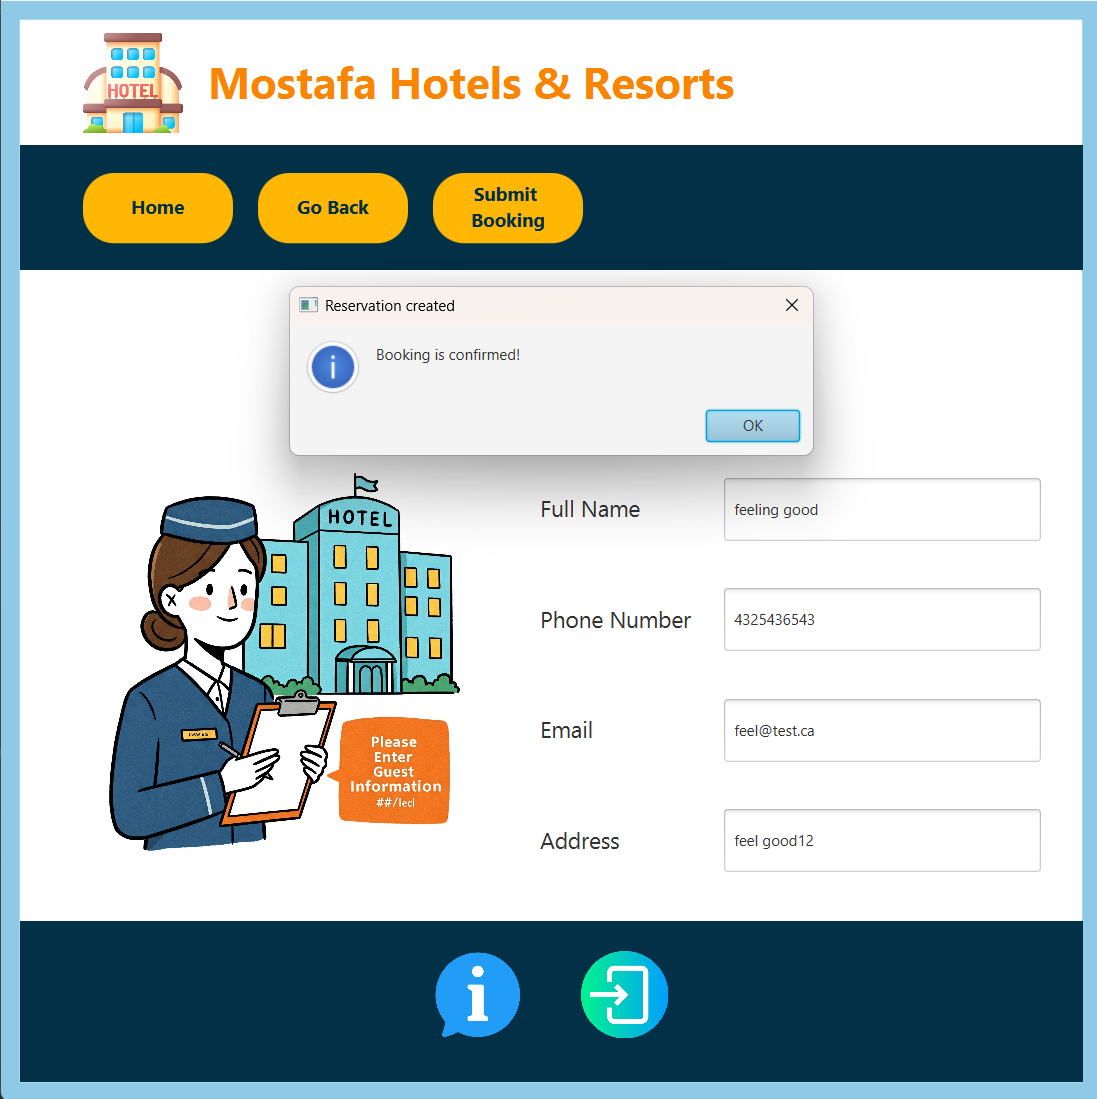 HOTEL
Mostafa Hotels & Resorts
Home
Go Back
Submit
Booking
Reservation created
Booking is confirmed!
OK
HOTEL
Please
Enter
Guest
Information
##/lecl
Full Name
feeling good
Phone Number
4325436543
Email
feel@test.ca
Address
feel good12